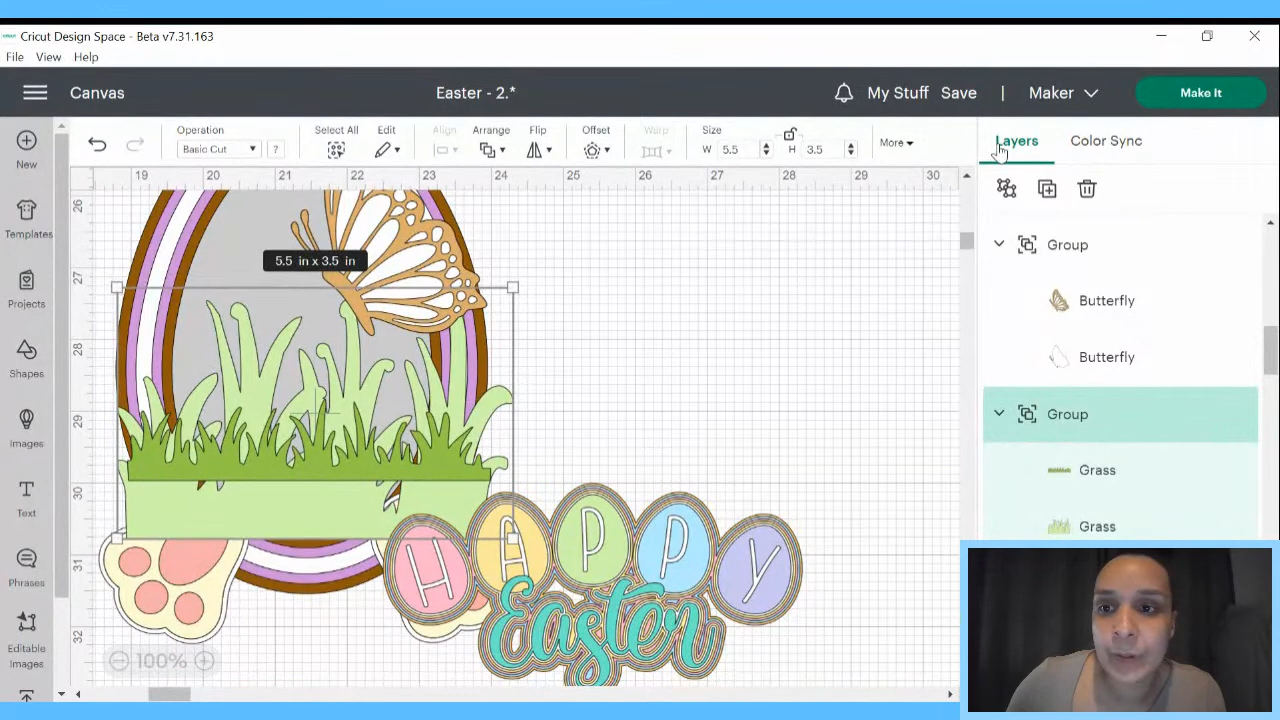 Cricut Design Space - Beta v7.31.163
File View Help
Canvas
Easter - 2.*
My Stuff Save | Maker
Make It
New
Templates
Projects
Shapes
Images
Text
Phrases
Editable
Images
Operation
Basic Cut
?
Select All
Edit
Align
Arrange
Flip
Offset
Warp
Size
W 5.5
H 3.5
More
19 20 21 22 23 24 25 26 27 28 29 30
26
27
28
29
30
31
32
5.5 in x 3.5 in
HAPPY
Easter
100%
Layers
Color Sync
Group
Butterfly
Butterfly
Group
Grass
Grass